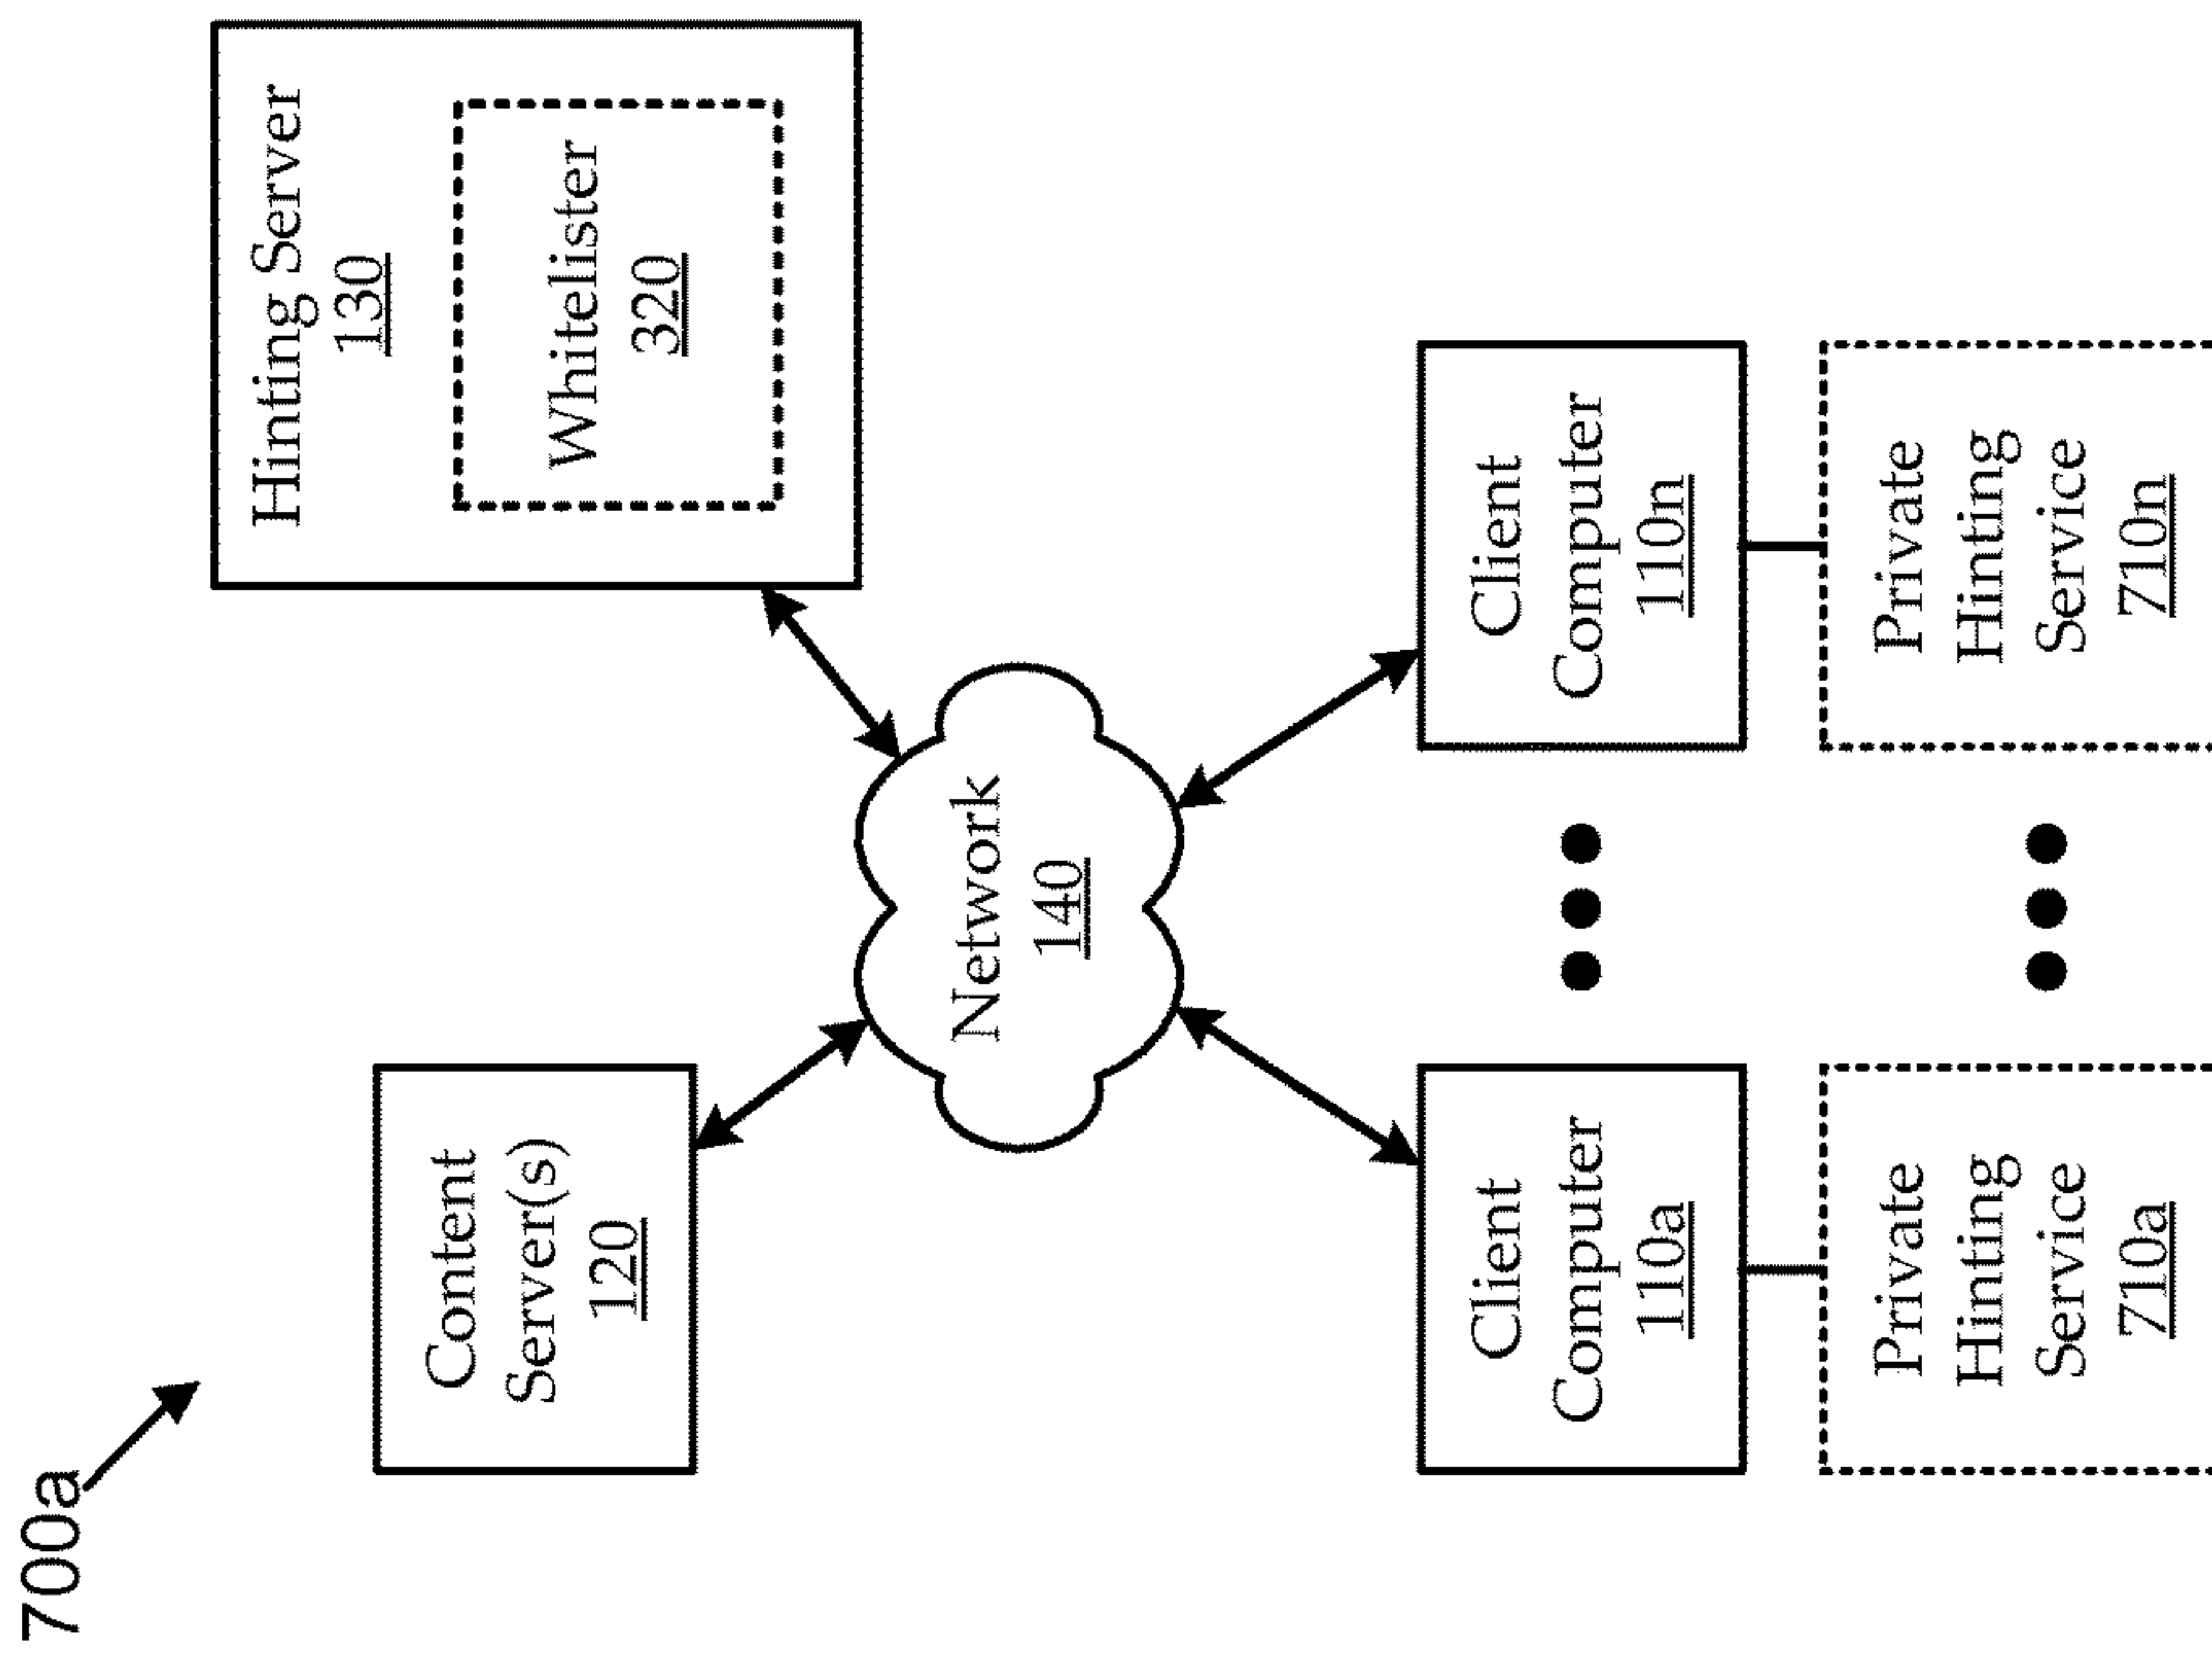 700a
Content
Server(s)
120
Hinting Server
130
Whitelister
320
Network
140
Client
Computer
110a
Client
Computer
110n
Private
Hinting
Service
710a
Private
Hinting
Service
710n